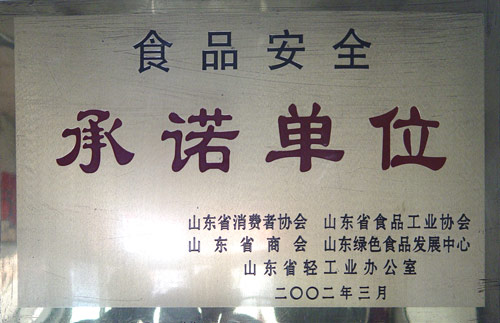 食品安全
承诺单位
山东省消费者协会 山东省食品工业协会
山东省商会 山东绿色食品发展中心
山东省轻工业办公室
二〇〇二年三月